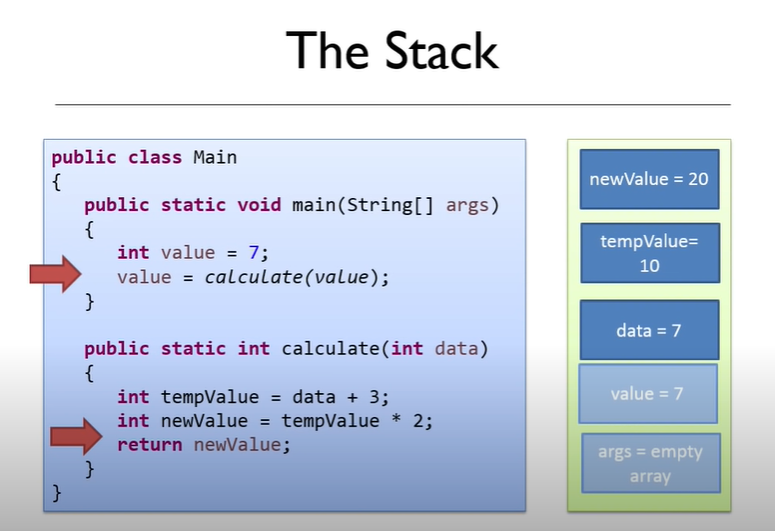 The Stack
public class Main
{
public static void main(String[] args)
{
int value = 7;
value = calculate(value);
}
public static int calculate(int data)
{
int tempValue = data + 3;
int newValue = tempValue * 2;
return newValue;
}
}
newValue = 20
tempValue=
10
data = 7
value = 7
args = empty
array